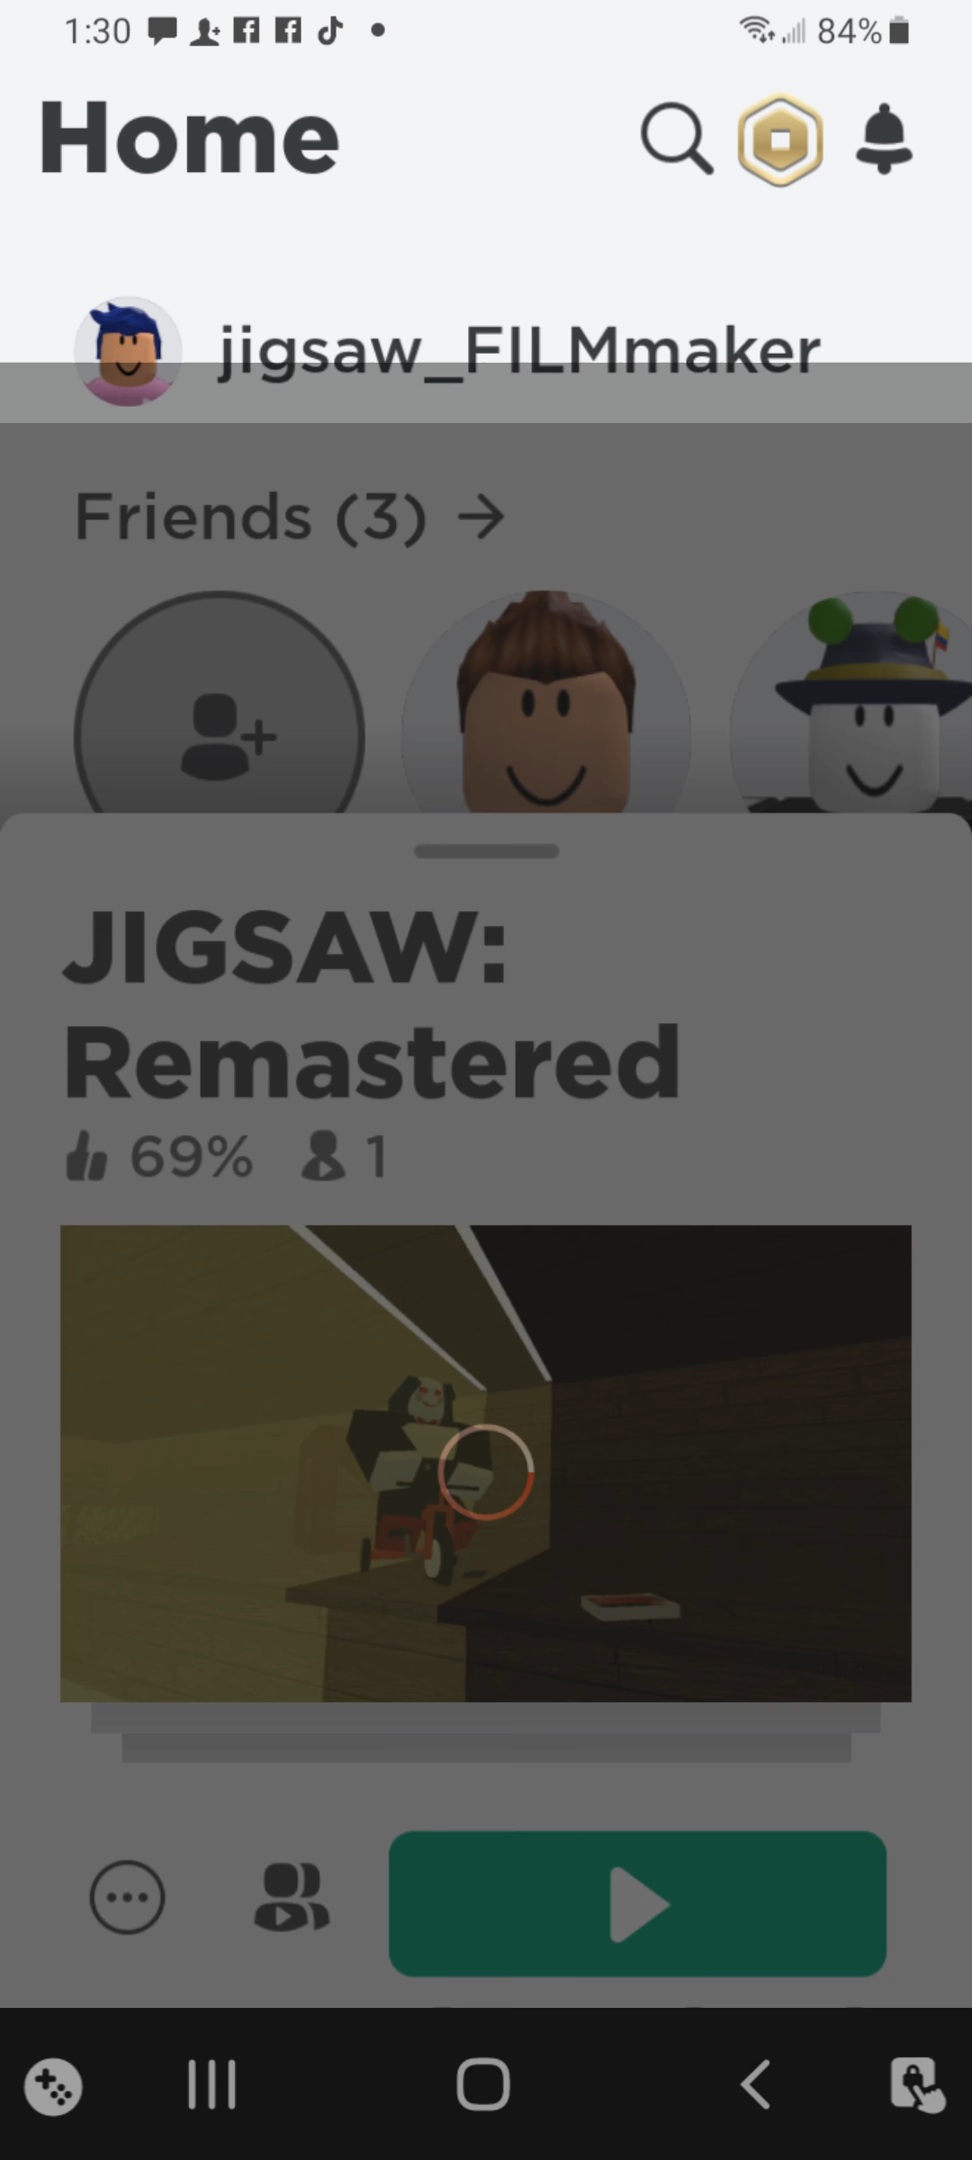 1:30
84%
Home
jigsaw_FILMmaker
Friends (3) →
JIGSAW:
Remastered
69% 1